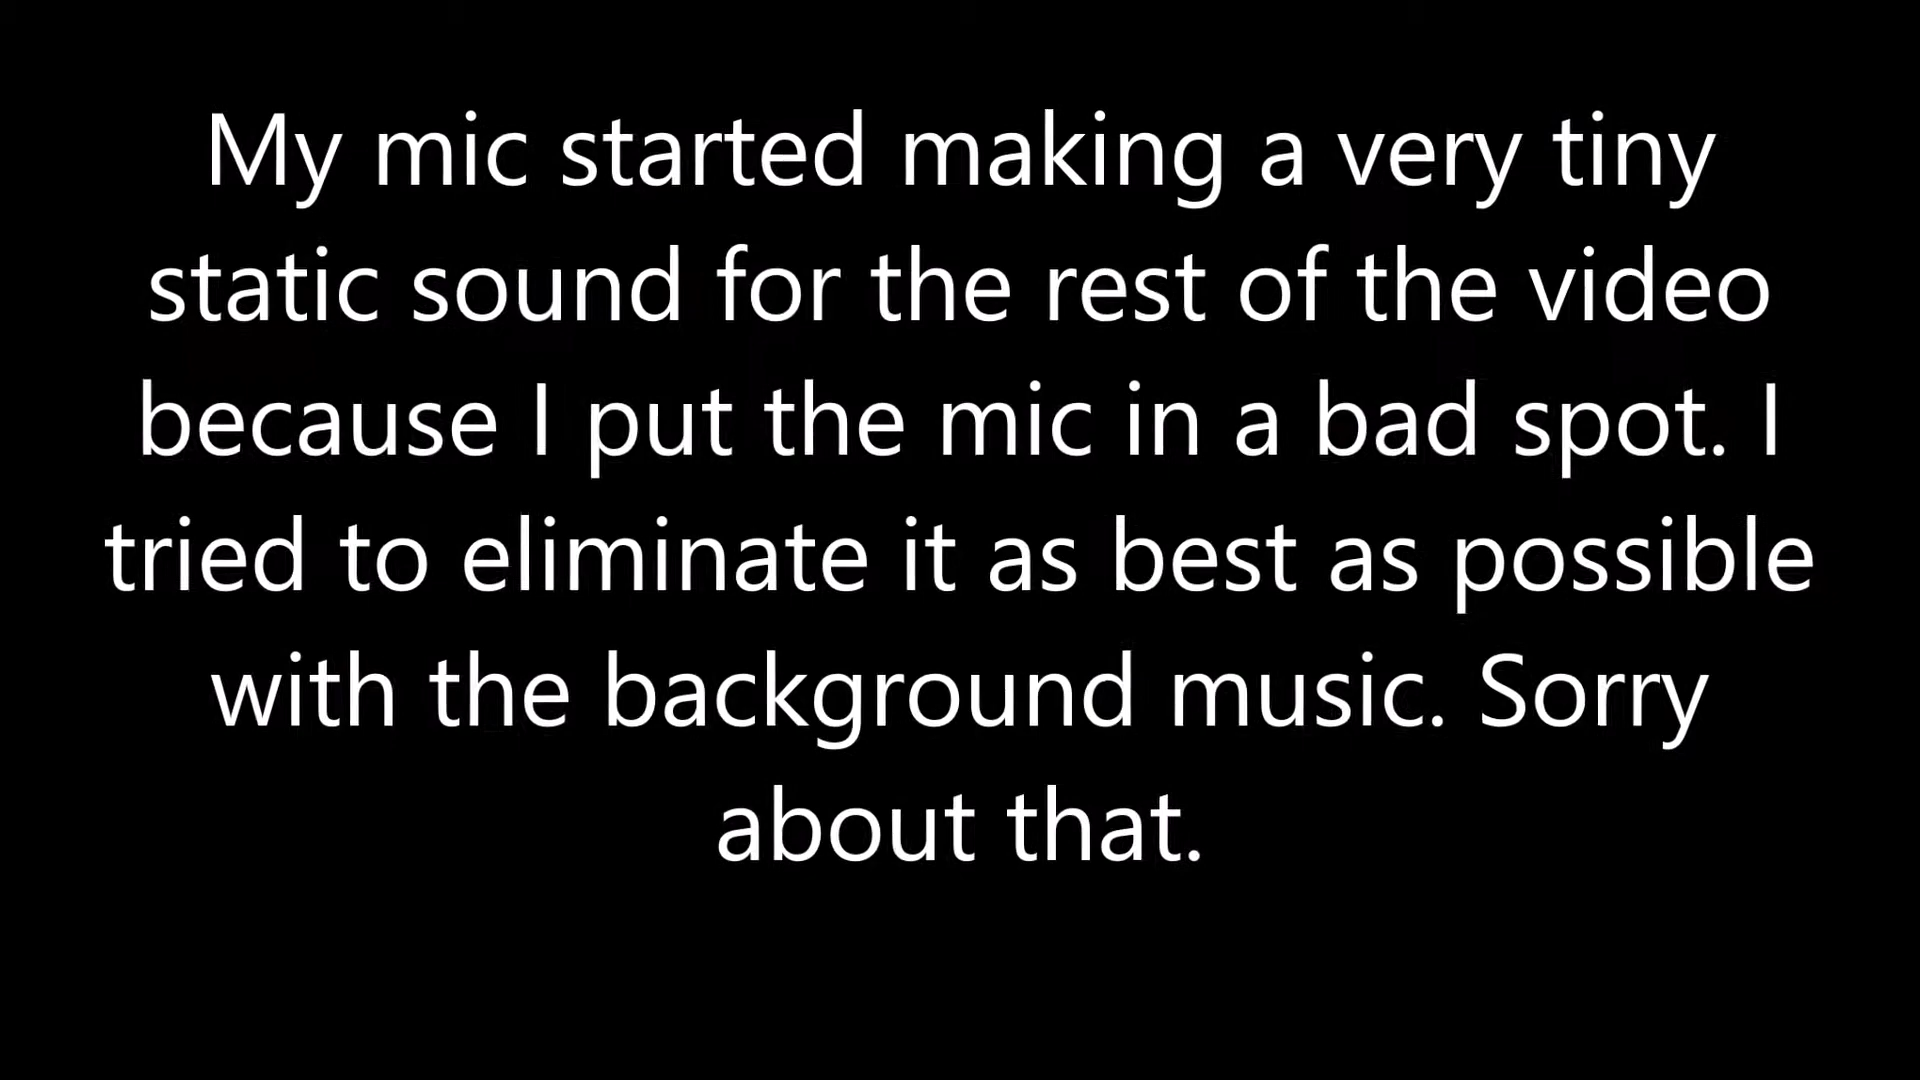 My mic started making a very tiny
static sound for the rest of the video
because I put the mic in a bad spot. I
tried to eliminate it as best as possible
with the background music. Sorry
about that.